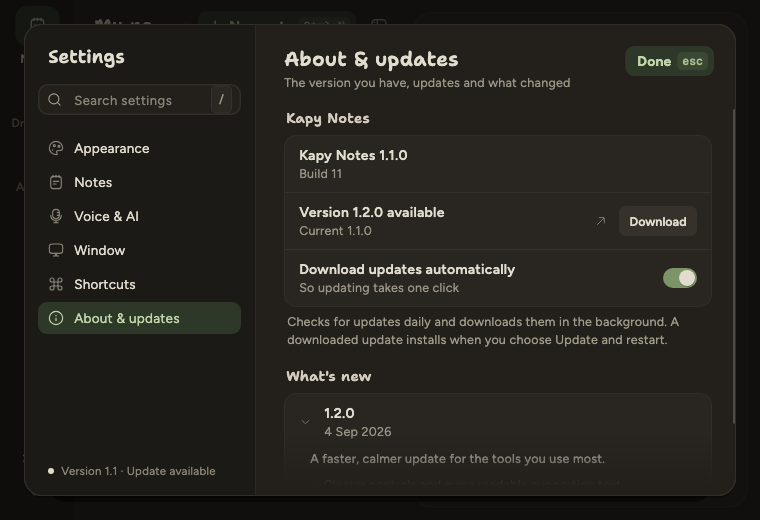 Settings
Search settings /
Appearance
Notes
Voice & AI
Window
Shortcuts
About & updates
Version 1.1 · Update available
About & updates
The version you have, updates and what changed
Done esc
Kapy Notes
Kapy Notes 1.1.0
Build 11
Version 1.2.0 available
Current 1.1.0
Download
Download updates automatically
So updating takes one click
Checks for updates daily and downloads them in the background. A
downloaded update installs when you choose Update and restart.
What's new
1.2.0
4 Sep 2026
A faster, calmer update for the tools you use most.